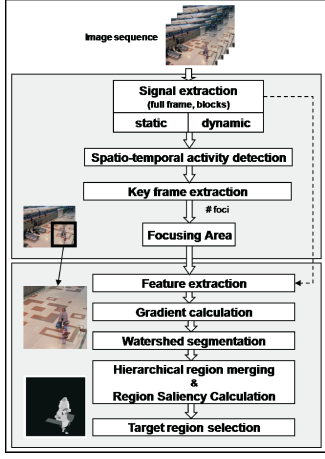 Image sequence
Signal extraction
(full frame, blocks)
static dynamic
Spatio-temporal activity detection
Key frame extraction
# foci
Focusing Area
Feature extraction
Gradient calculation
Watershed segmentation
Hierarchical region merging
&
Region Saliency Calculation
Target region selection